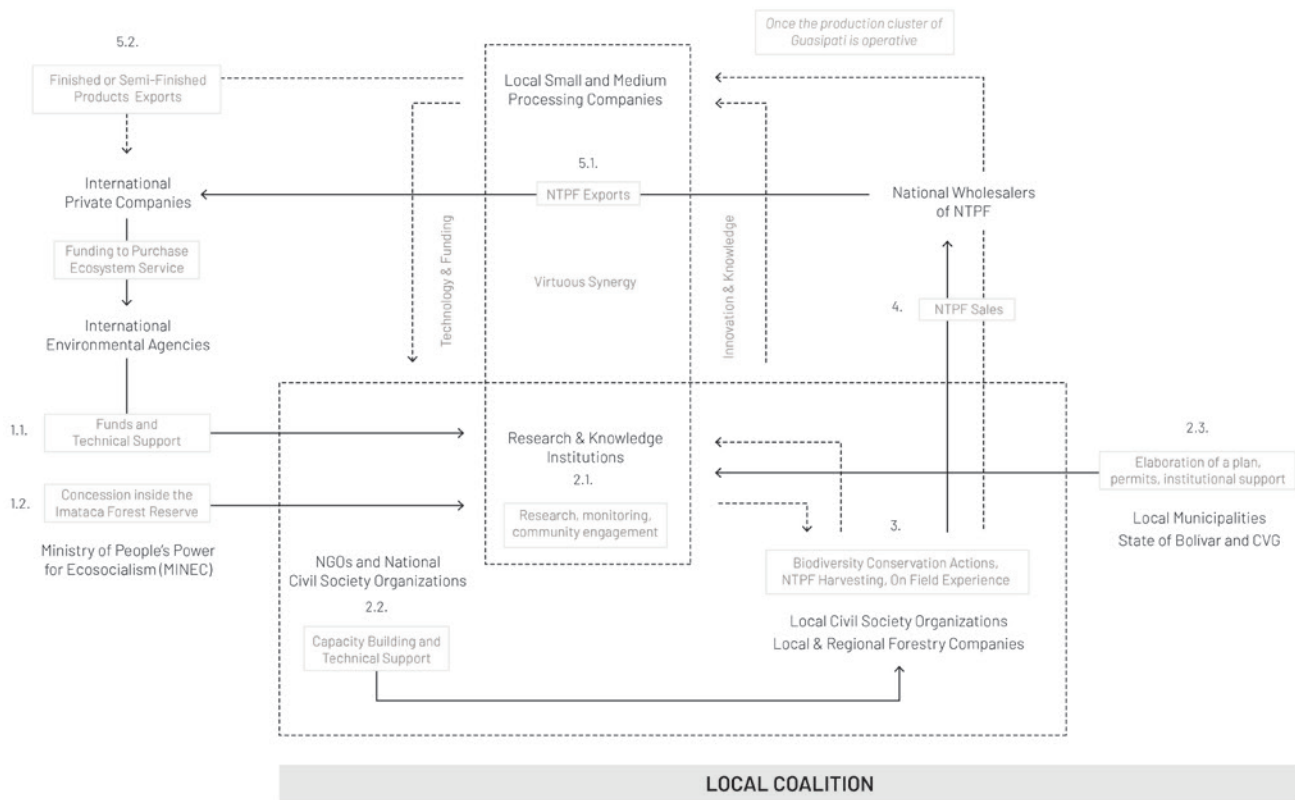 Once the production cluster of
Guasipati is operative
5.2.
Finished or Semi-Finished
Products Exports
Local Small and Medium
Processing Companies
5.1.
NTPF Exports
International
Private Companies
National Wholesalers
of NTPF
Funding to Purchase
Ecosystem Service
Technology & Funding
Virtuous Synergy
Innovation & Knowledge
4.
NTPF Sales
International
Environmental Agencies
1.1.
Funds and
Technical Support
1.2.
Concession inside the
Imataca Forest Reserve
Ministry of People's Power
for Ecosocialism (MINEC)
Research & Knowledge
Institutions
2.1.
Research, monitoring,
community engagement
2.3.
Elaboration of a plan,
permits, institutional support
Local Municipalities
State of Bolívar and CVG
NGOs and National
Civil Society Organizations
2.2.
Capacity Building and
Technical Support
3.
Biodiversity Conservation Actions,
NTPF Harvesting, On Field Experience
Local Civil Society Organizations
Local & Regional Forestry Companies
LOCAL COALITION